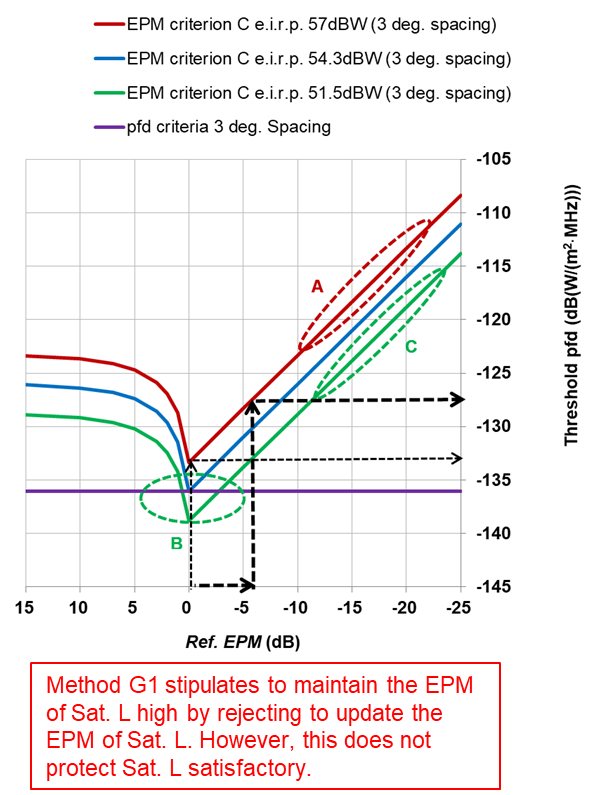 EPM criterion C e.i.r.p. 57dBW (3 deg. spacing)
EPM criterion C e.i.r.p. 54.3dBW (3 deg. spacing)
EPM criterion C e.i.r.p. 51.5dBW (3 deg. spacing)
pfd criteria 3 deg. Spacing
-105
-110
-115
-120
-125
-130
-135
-140
-145
Threshold pfd (dB(W/(m²·MHz)))
A
C
B
15 10 5 0 -5 -10 -15 -20 -25
Ref. EPM (dB)
Method G1 stipulates to maintain the EPM
of Sat. L high by rejecting to update the
EPM of Sat. L. However, this does not
protect Sat. L satisfactory.